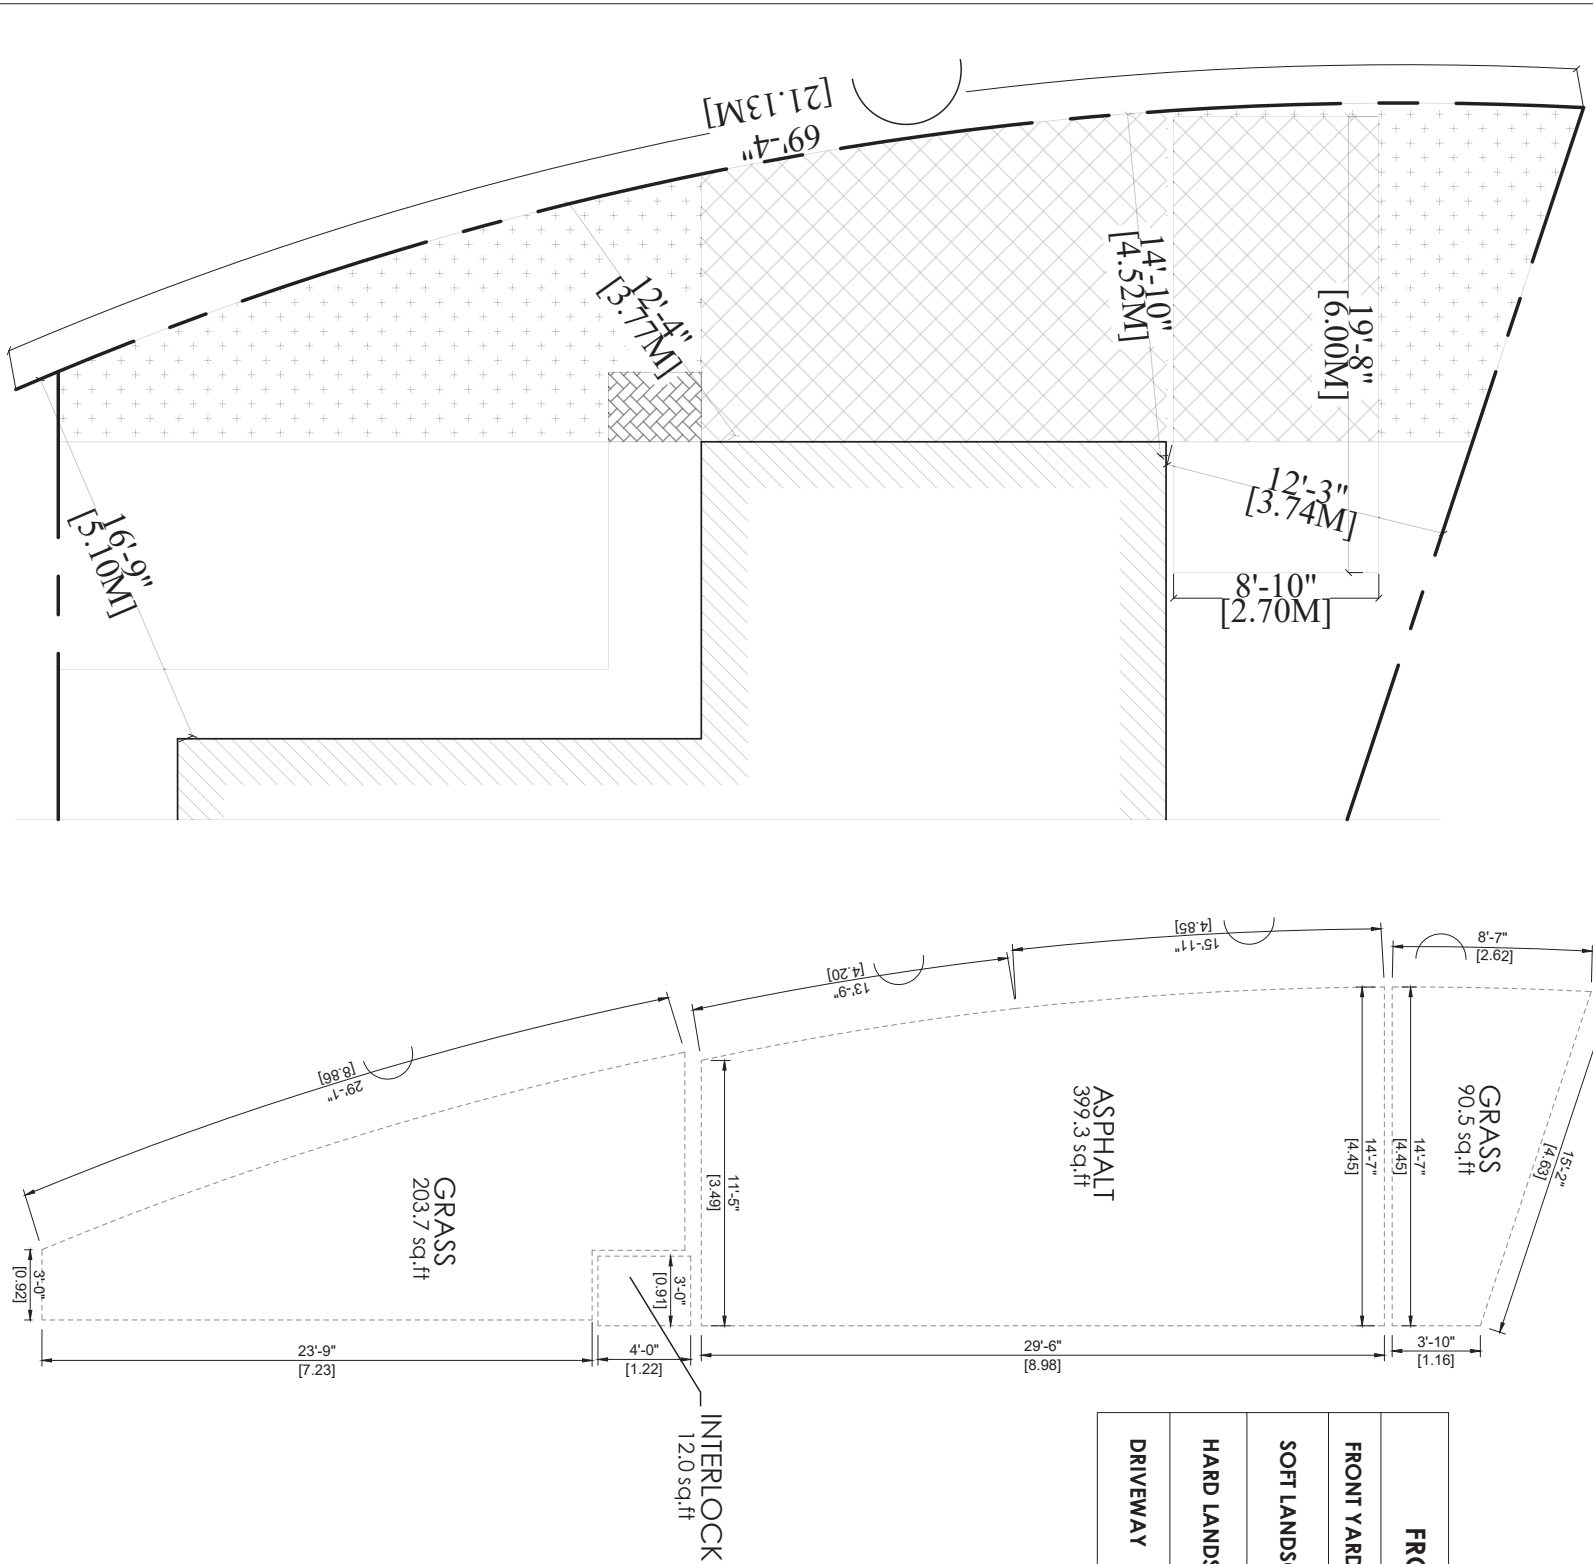 69'-4"
[21.13M]
12'-4"
[3.77M]
14'-10"
[4.52M]
19'-8"
[6.00M]
12'-3"
[3.74M]
8'-10"
[2.70M]
16'-9"
[5.10M]
29'-1"
[8.86]
13'-9"
[4.20]
15'-11"
[4.85]
8'-7"
[2.62]
GRASS
203.7 sq.ft
ASPHALT
399.3 sq.ft
GRASS
90.5 sq.ft
11'-5"
[3.49]
14'-7"
[4.45]
14'-7"
[4.45]
15'-2"
[4.63]
3'-0"
[0.92]
3'-0"
[0.91]
23'-9"
[7.23]
4'-0"
[1.22]
29'-6"
[8.98]
3'-10"
[1.16]
INTERLOCK
12.0 sq.ft
FRO
FRONT YARD
SOFT LANDSC
HARD LANDS
DRIVEWAY